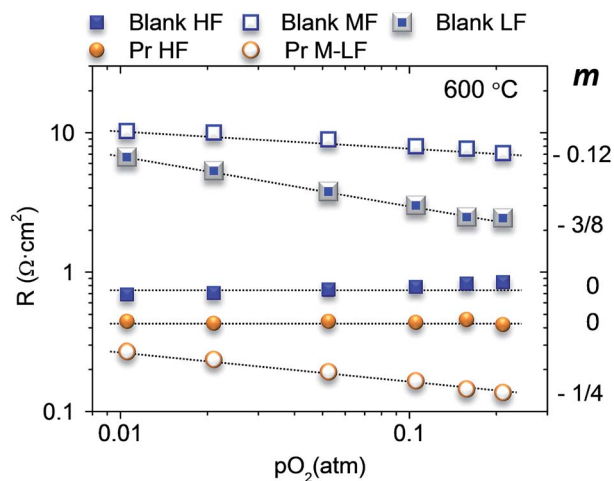 Blank HF Blank MF Blank LF
Pr HF Pr M-LF
600 °C
m
10
1
0.1
R (Ω·cm²)
- 0.12
- 3/8
0
0
- 1/4
0.01 0.1
pO₂(atm)